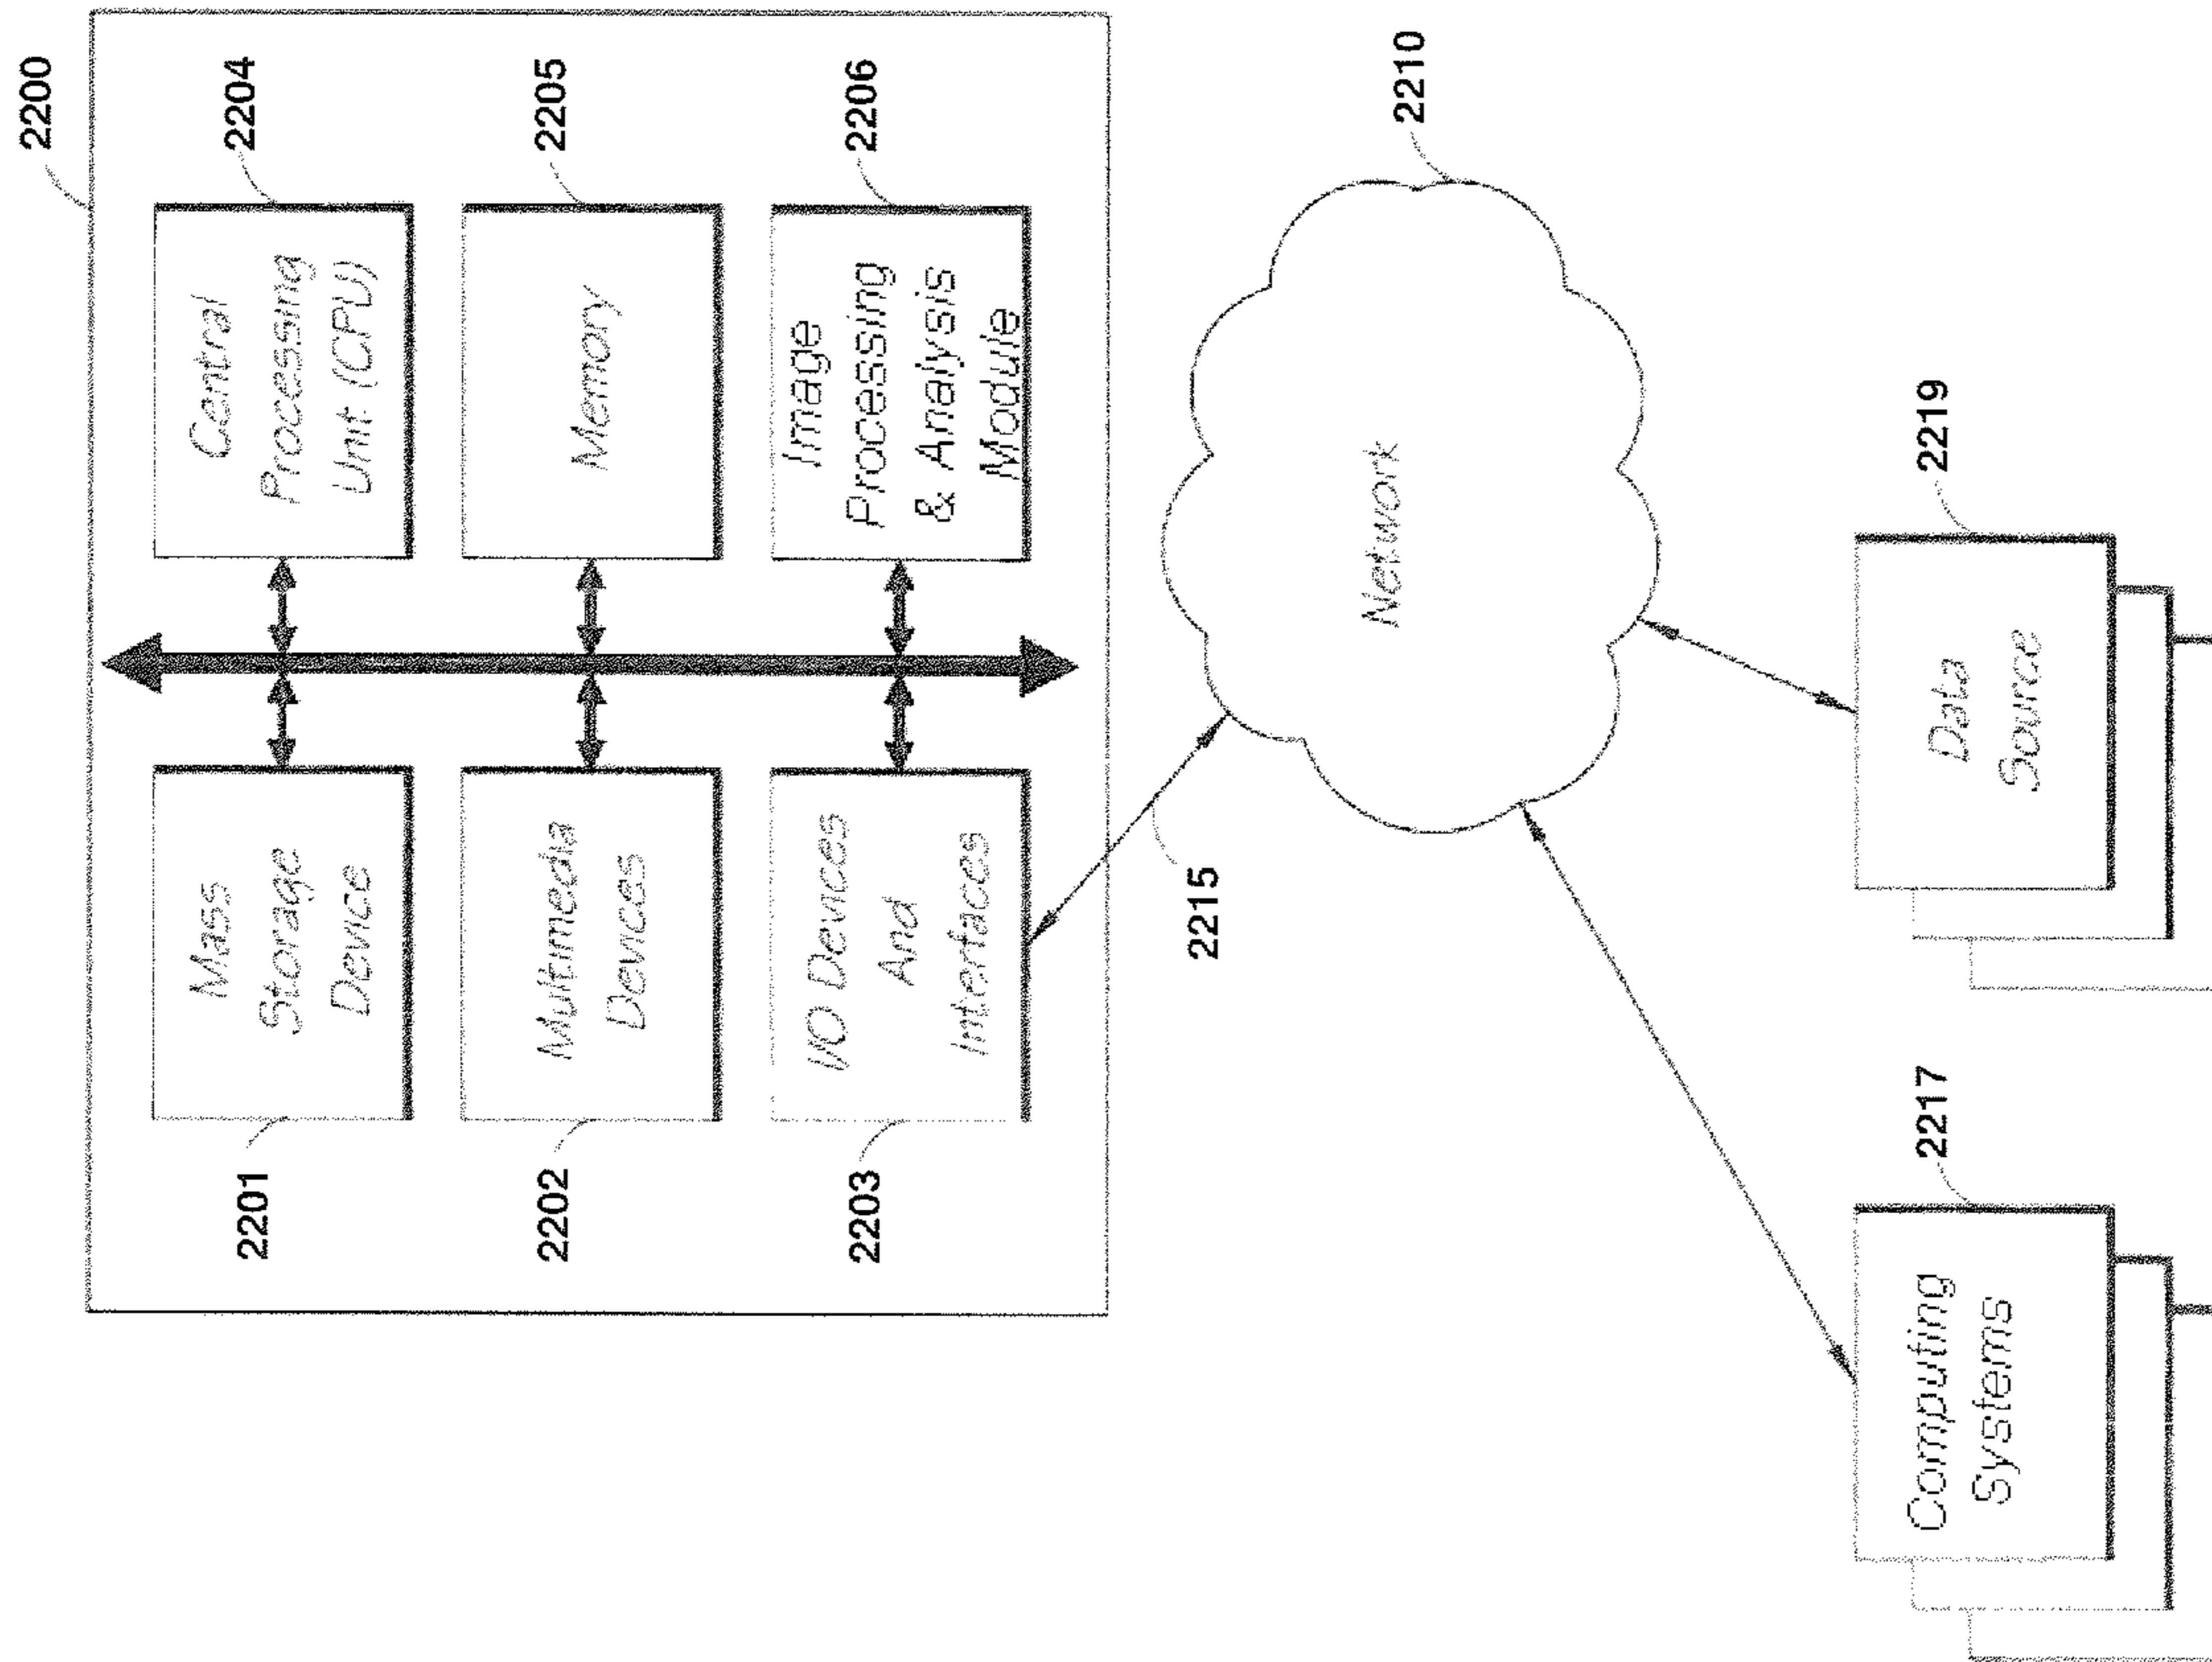 2200
2201
Mass
Storage
Device
Central
Processing
Unit (CPU)
2204
2202
Multimedia
Devices
Memory
2205
2203
I/O Devices
And
Interfaces
Image
Processing
& Analysis
Module
2206
2215
Network
2210
2217
Computing
Systems
Data
Source
2219